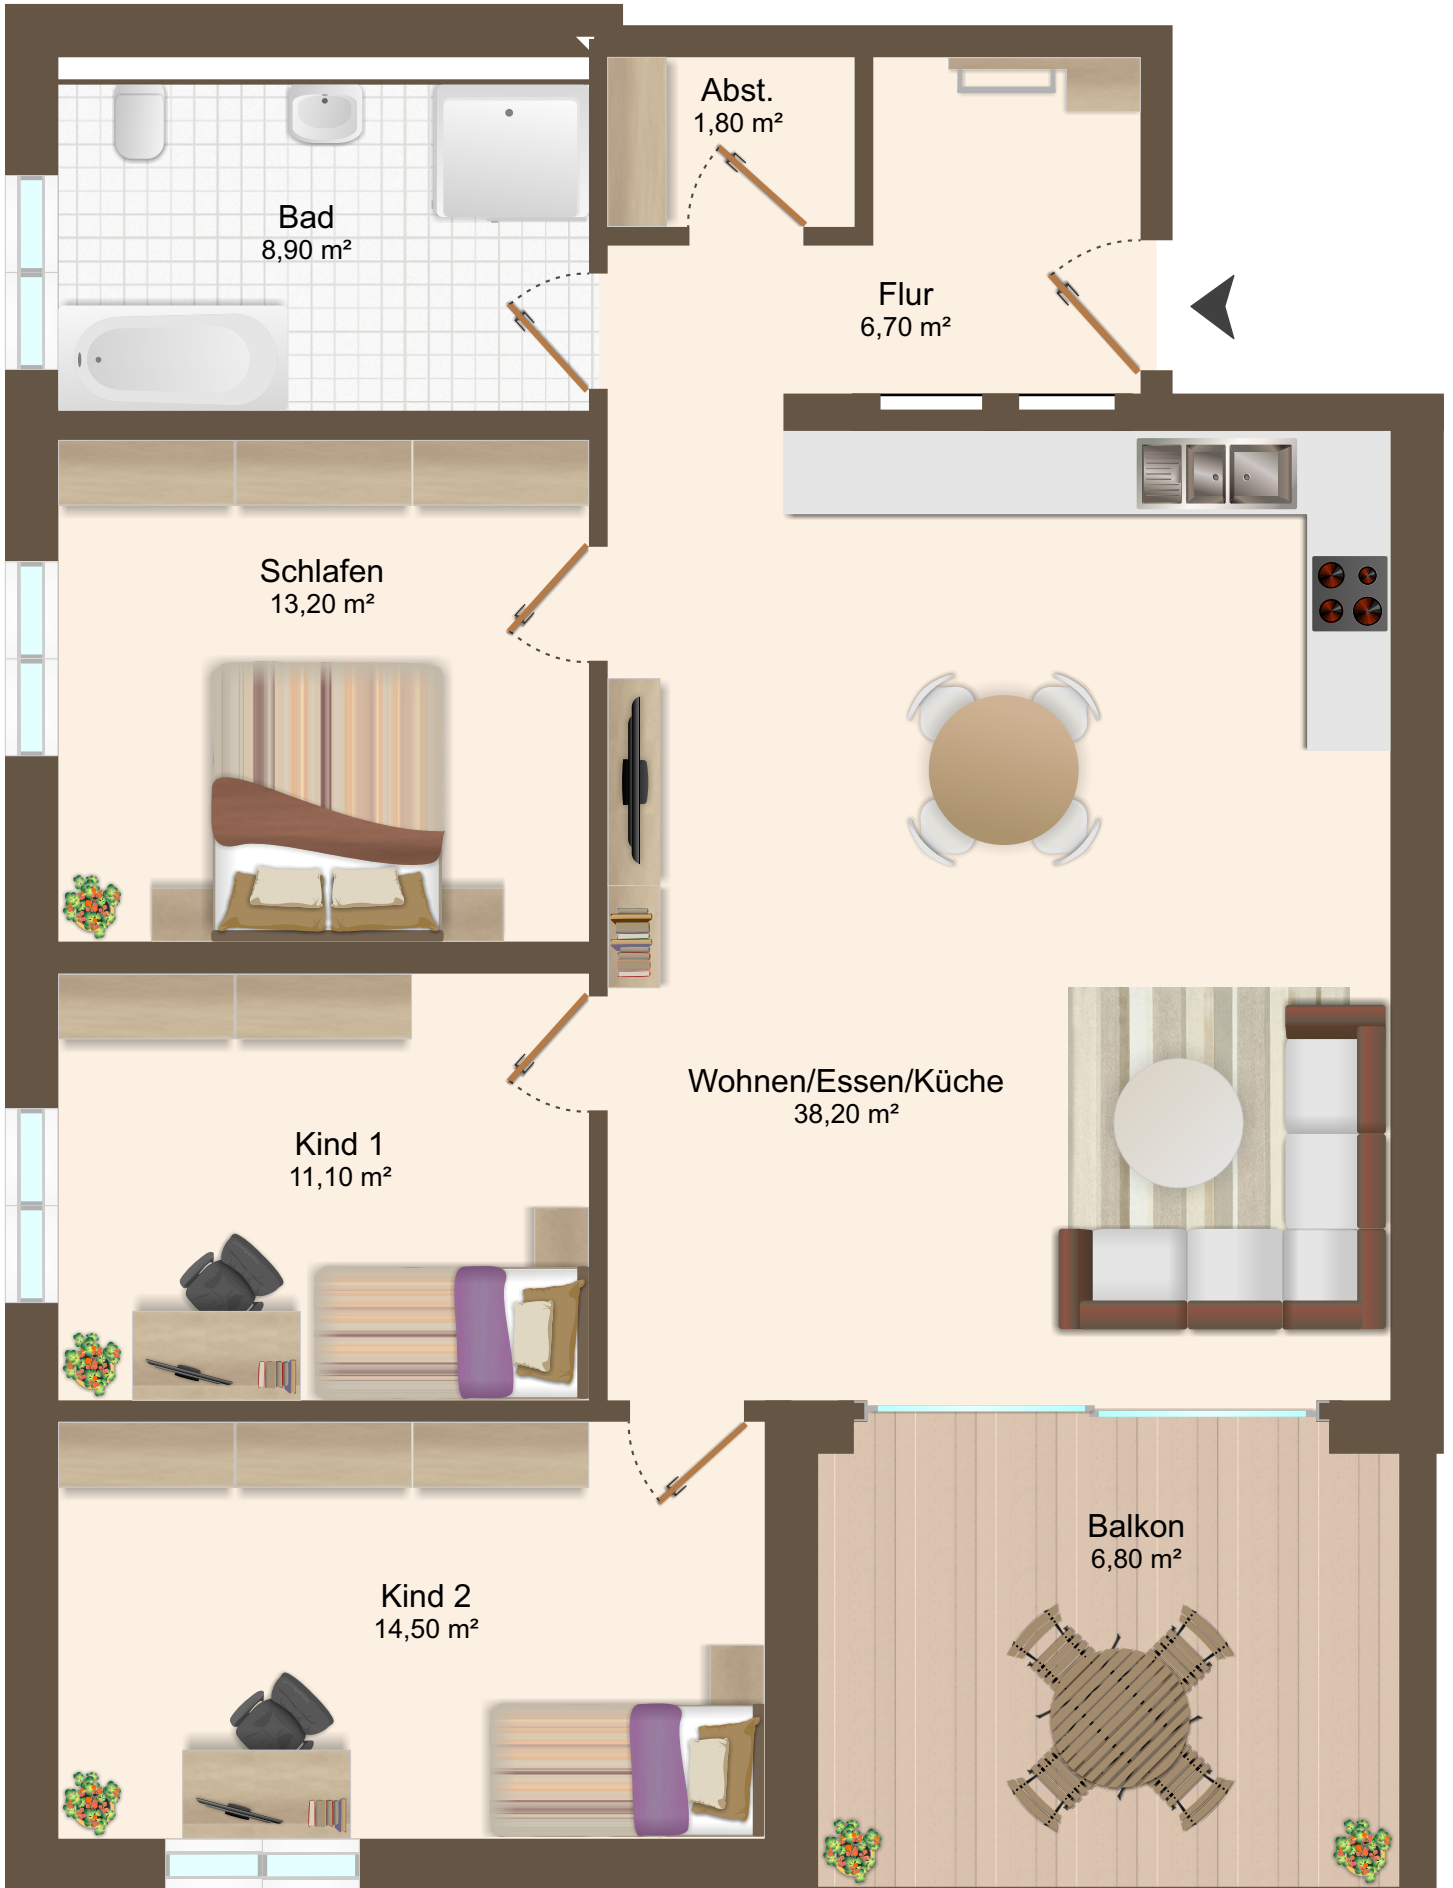 Abst.
1,80 m²
Bad
8,90 m²
Flur
6,70 m²
Schlafen
13,20 m²
Wohnen/Essen/Küche
38,20 m²
Kind 1
11,10 m²
Balkon
6,80 m²
Kind 2
14,50 m²